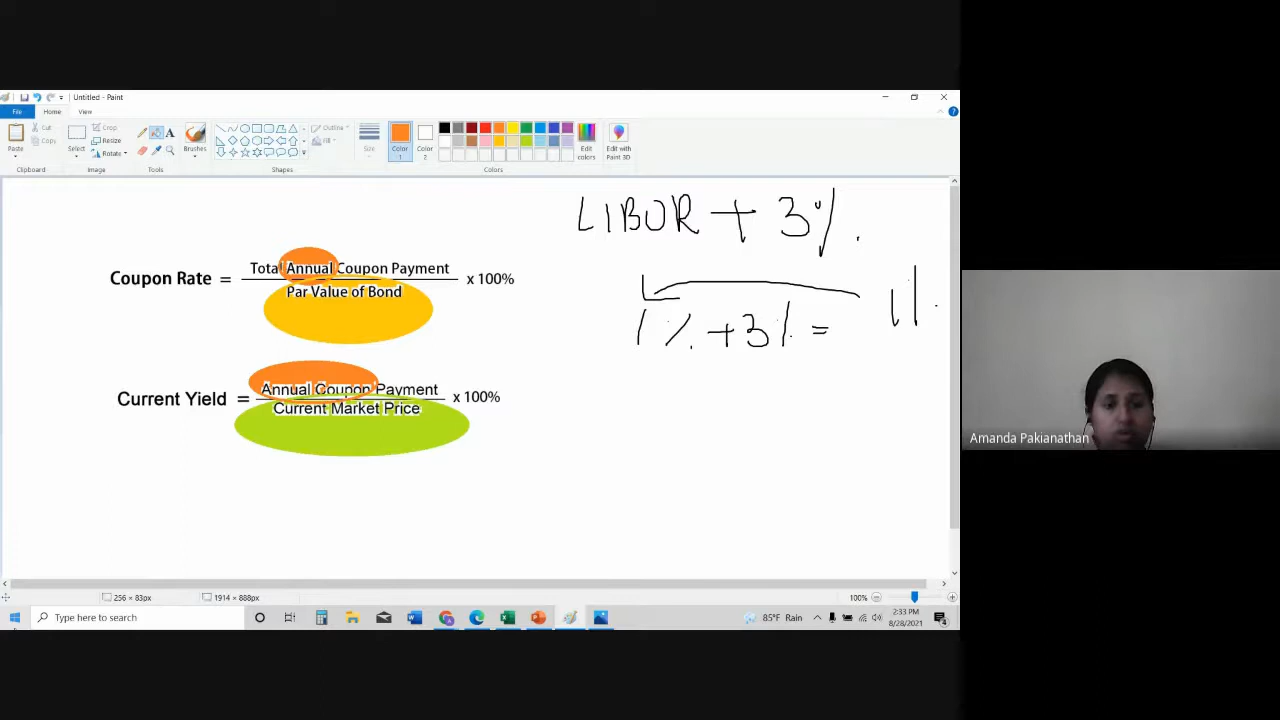 Untitled - Paint
File Home View
Paste
Cut
Copy
Clipboard
Select
Crop
Resize
Rotate
Image
Tools
Brushes
Outline
Fill
Shapes
Size
Color 1
Color 2
Edit colors
Edit with Paint 3D
Colors
LIBOR + 3%.
Coupon Rate = Total Annual Coupon Payment x 100%
Par Value of Bond
1% + 3% =
Current Yield = Annual Coupon Payment x 100%
Current Market Price
Amanda Pakianathan
256 × 83px
1914 × 888px
100%
Type here to search
85°F Rain
2:33 PM
8/28/2021
4